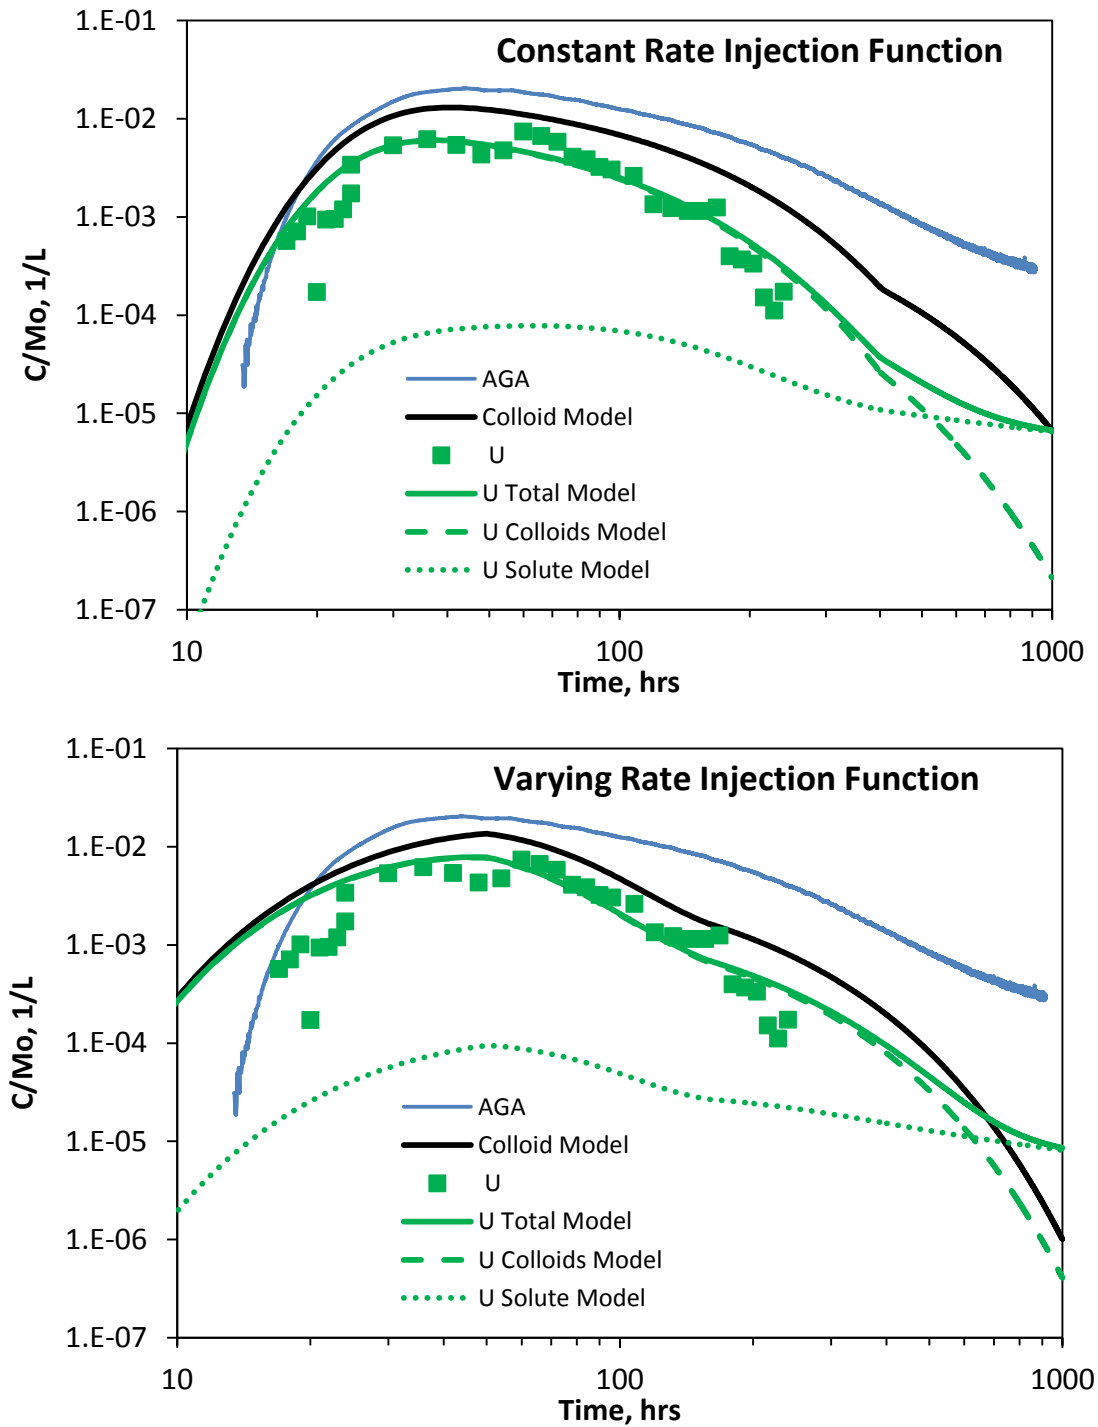 Constant Rate Injection Function
1.E-01
1.E-02
1.E-03
1.E-04
1.E-05
1.E-06
1.E-07
C/Mo, 1/L
AGA
Colloid Model
U
U Total Model
U Colloids Model
U Solute Model
10
100
1000
Time, hrs
Varying Rate Injection Function
1.E-01
1.E-02
1.E-03
1.E-04
1.E-05
1.E-06
1.E-07
C/Mo, 1/L
AGA
Colloid Model
U
U Total Model
U Colloids Model
U Solute Model
10
100
1000
Time, hrs